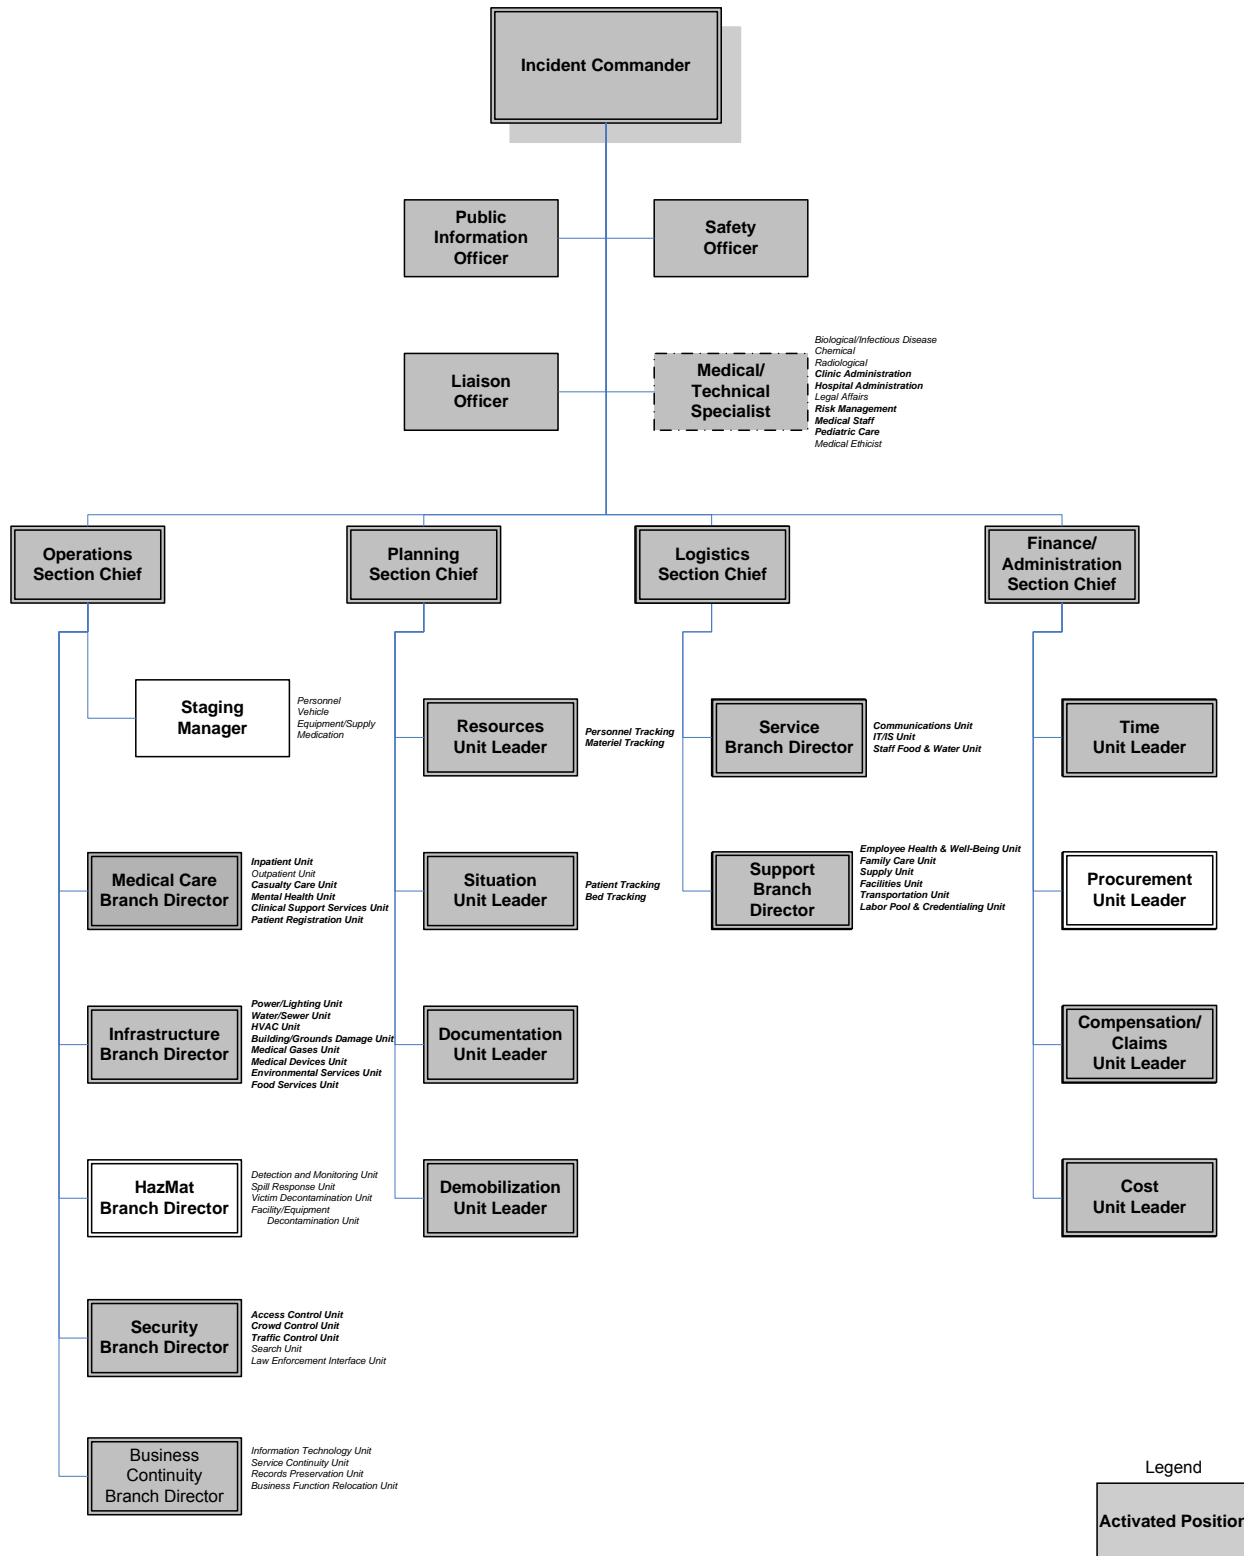 Incident Commander
Public
Information
Officer
Safety
Officer
Liaison
Officer
Medical/
Technical
Specialist
Biological/Infectious Disease
Chemical
Radiological
Clinic Administration
Hospital Administration
Legal Affairs
Risk Management
Medical Staff
Pediatric Care
Medical Ethicist
Operations
Section Chief
Planning
Section Chief
Logistics
Section Chief
Finance/
Administration
Section Chief
Staging
Manager
Personnel
Vehicle
Equipment/Supply
Medication
Resources
Unit Leader
Personnel Tracking
Materiel Tracking
Service
Branch Director
Communications Unit
IT/IS Unit
Staff Food & Water Unit
Time
Unit Leader
Medical Care
Branch Director
Inpatient Unit
Outpatient Unit
Casualty Care Unit
Mental Health Unit
Clinical Support Services Unit
Patient Registration Unit
Situation
Unit Leader
Patient Tracking
Bed Tracking
Support
Branch
Director
Employee Health & Well-Being Unit
Family Care Unit
Supply Unit
Facilities Unit
Transportation Unit
Labor Pool & Credentialing Unit
Procurement
Unit Leader
Infrastructure
Branch Director
Power/Lighting Unit
Water/Sewer Unit
HVAC Unit
Building/Grounds Damage Unit
Medical Gases Unit
Medical Devices Unit
Environmental Services Unit
Food Services Unit
Documentation
Unit Leader
Compensation/
Claims
Unit Leader
HazMat
Branch Director
Detection and Monitoring Unit
Spill Response Unit
Victim Decontamination Unit
Facility/Equipment
Decontamination Unit
Demobilization
Unit Leader
Cost
Unit Leader
Security
Branch Director
Access Control Unit
Crowd Control Unit
Traffic Control Unit
Search Unit
Law Enforcement Interface Unit
Business
Continuity
Branch Director
Information Technology Unit
Service Continuity Unit
Records Preservation Unit
Business Function Relocation Unit
Legend
Activated Position